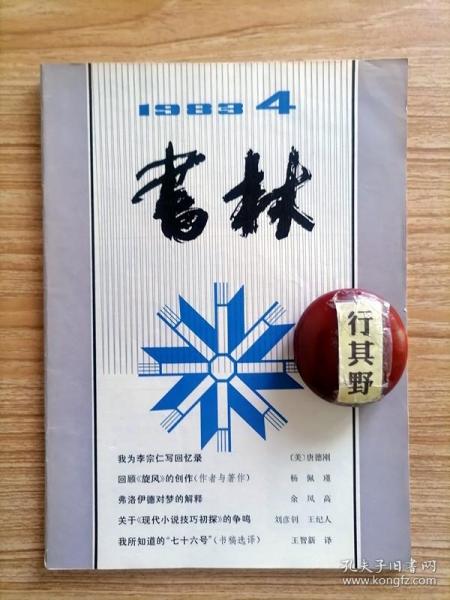 1983 4
書林
行其野
我为李宗仁写回忆录 〔美〕唐德刚
回顾《旋风》的创作(作者与著作) 杨佩瑾
弗洛伊德对梦的解释 余凤高
关于《现代小说技巧初探》的争鸣 刘彦钊 王纪人
我所知道的“七十六号”(书稿选译) 王智新 译
孔夫子旧书网
www.kongfz.com